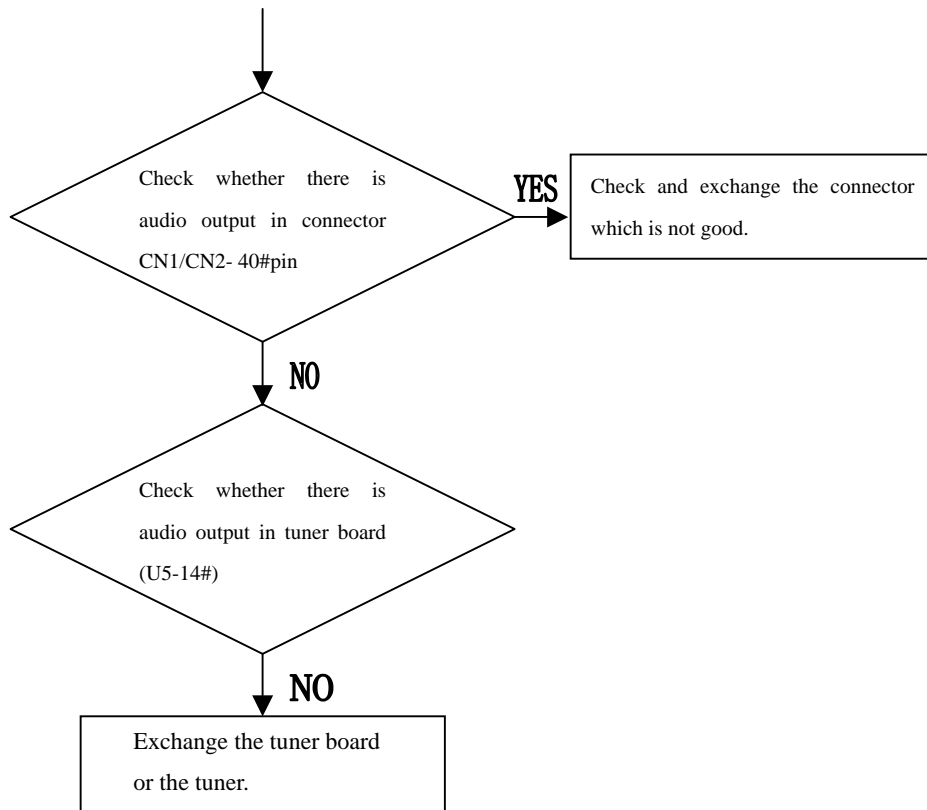 Check whether there is
audio output in connector
CN1/CN2- 40#pin
YES
Check and exchange the connector
which is not good.
NO
Check whether there is
audio output in tuner board
(U5-14#)
NO
Exchange the tuner board
or the tuner.